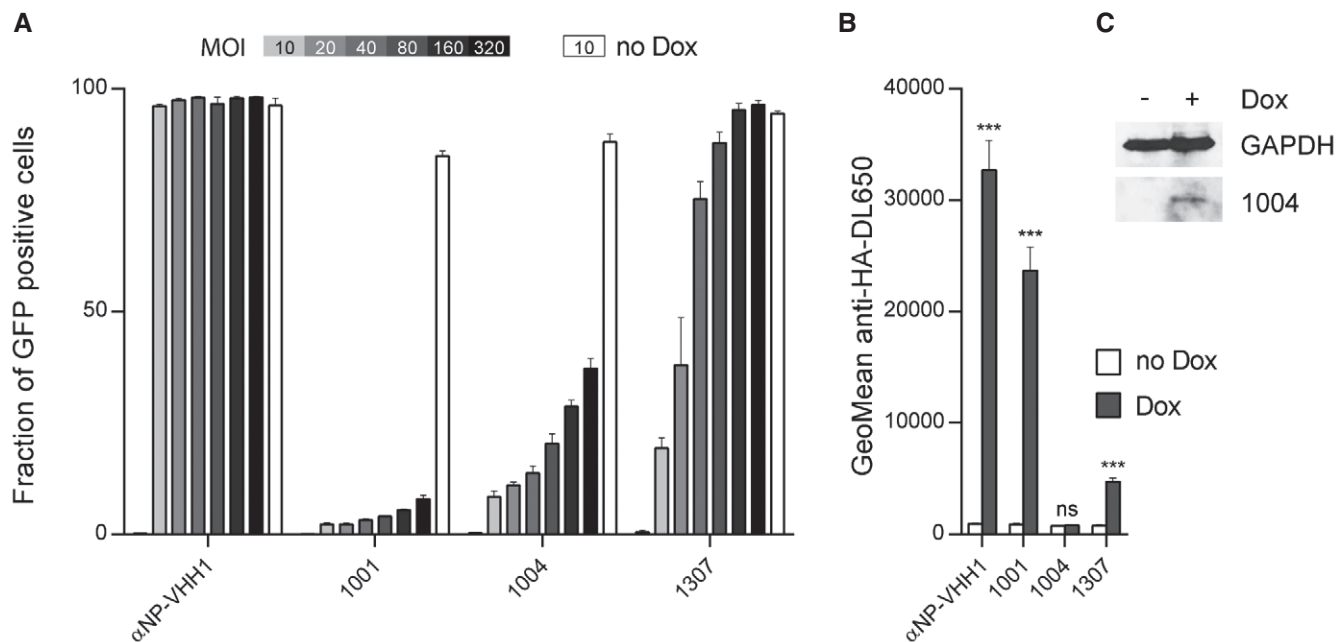 A
MOI 10 20 40 80 160 320 10 no Dox
Fraction of GFP positive cells
100
50
0
αNP-VHH1
1001
1004
1307
B
GeoMean anti-HA-DL650
40000
30000
20000
10000
0
***
***
ns
***
αNP-VHH1
1001
1004
1307
no Dox
Dox
C
- + Dox
GAPDH
1004